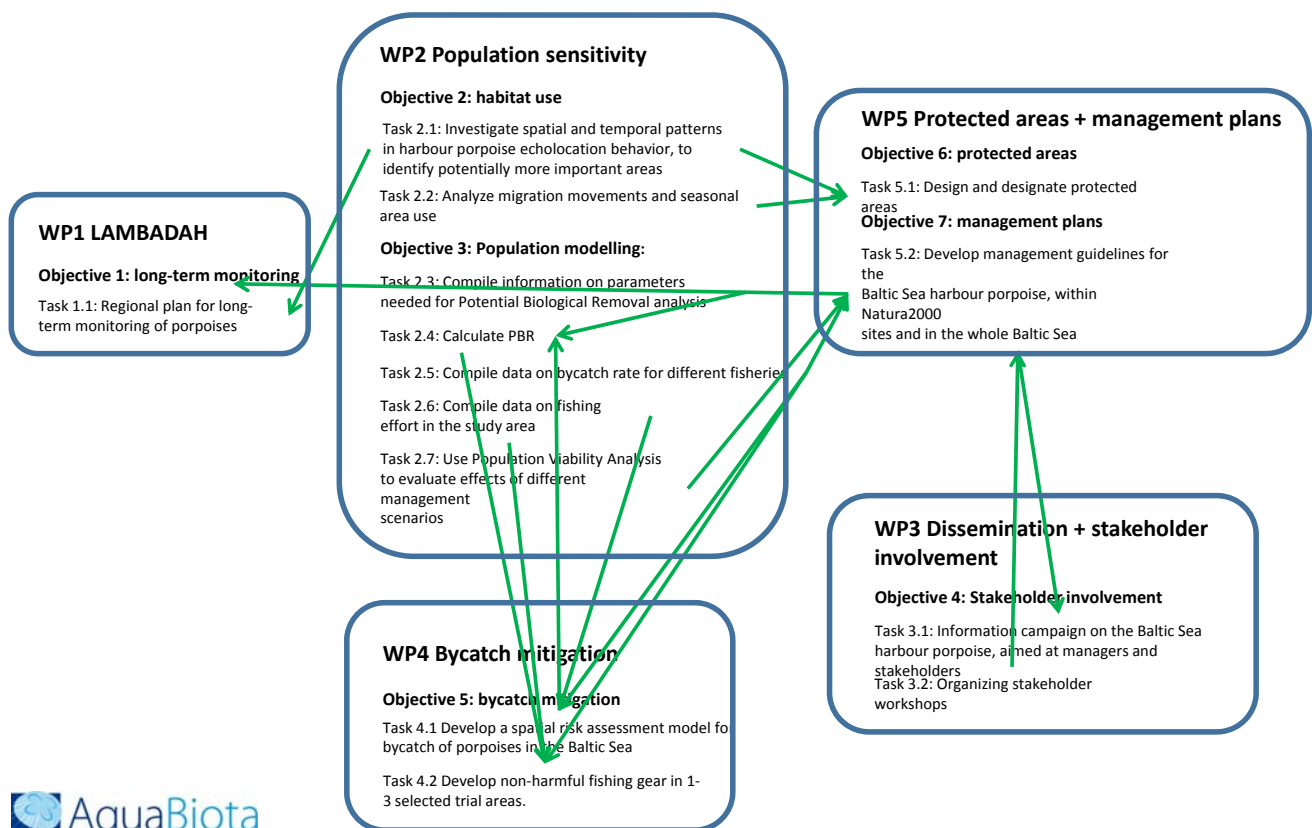 WP2 Population sensitivity
Objective 2: habitat use
Task 2.1: Investigate spatial and temporal patterns
in harbour porpoise echolocation behavior, to
identify potentially more important areas
Task 2.2: Analyze migration movements and seasonal
area use
Objective 3: Population modelling:
Task 2.3: Compile information on parameters
needed for Potential Biological Removal analysis
Task 2.4: Calculate PBR
Task 2.5: Compile data on bycatch rate for different fisheries
Task 2.6: Compile data on fishing
effort in the study area
Task 2.7: Use Population Viability Analysis
to evaluate effects of different
management
scenarios
WP5 Protected areas + management plans
Objective 6: protected areas
Task 5.1: Design and designate protected
areas
Objective 7: management plans
Task 5.2: Develop management guidelines for
the
Baltic Sea harbour porpoise, within
Natura2000
sites and in the whole Baltic Sea
WP1 LAMBADAH
Objective 1: long-term monitoring
Task 1.1: Regional plan for long-
term monitoring of porpoises
WP3 Dissemination + stakeholder
involvement
Objective 4: Stakeholder involvement
Task 3.1: Information campaign on the Baltic Sea
harbour porpoise, aimed at managers and
stakeholders
Task 3.2: Organizing stakeholder
workshops
WP4 Bycatch mitigation
Objective 5: bycatch mitigation
Task 4.1 Develop a spatial risk assessment model for
bycatch of porpoises in the Baltic Sea
Task 4.2 Develop non-harmful fishing gear in 1-
3 selected trial areas.
AquaBiota